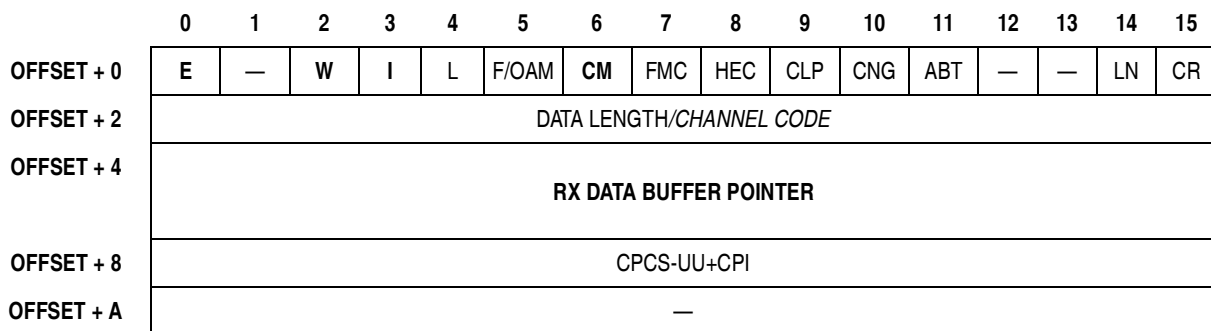 0 1 2 3 4 5 6 7 8 9 10 11 12 13 14 15
OFFSET + 0 E — W I L F/OAM CM FMC HEC CLP CNG ABT — — LN CR
OFFSET + 2 DATA LENGTH/CHANNEL CODE
OFFSET + 4
RX DATA BUFFER POINTER
OFFSET + 8 CPCS-UU+CPI
OFFSET + A —